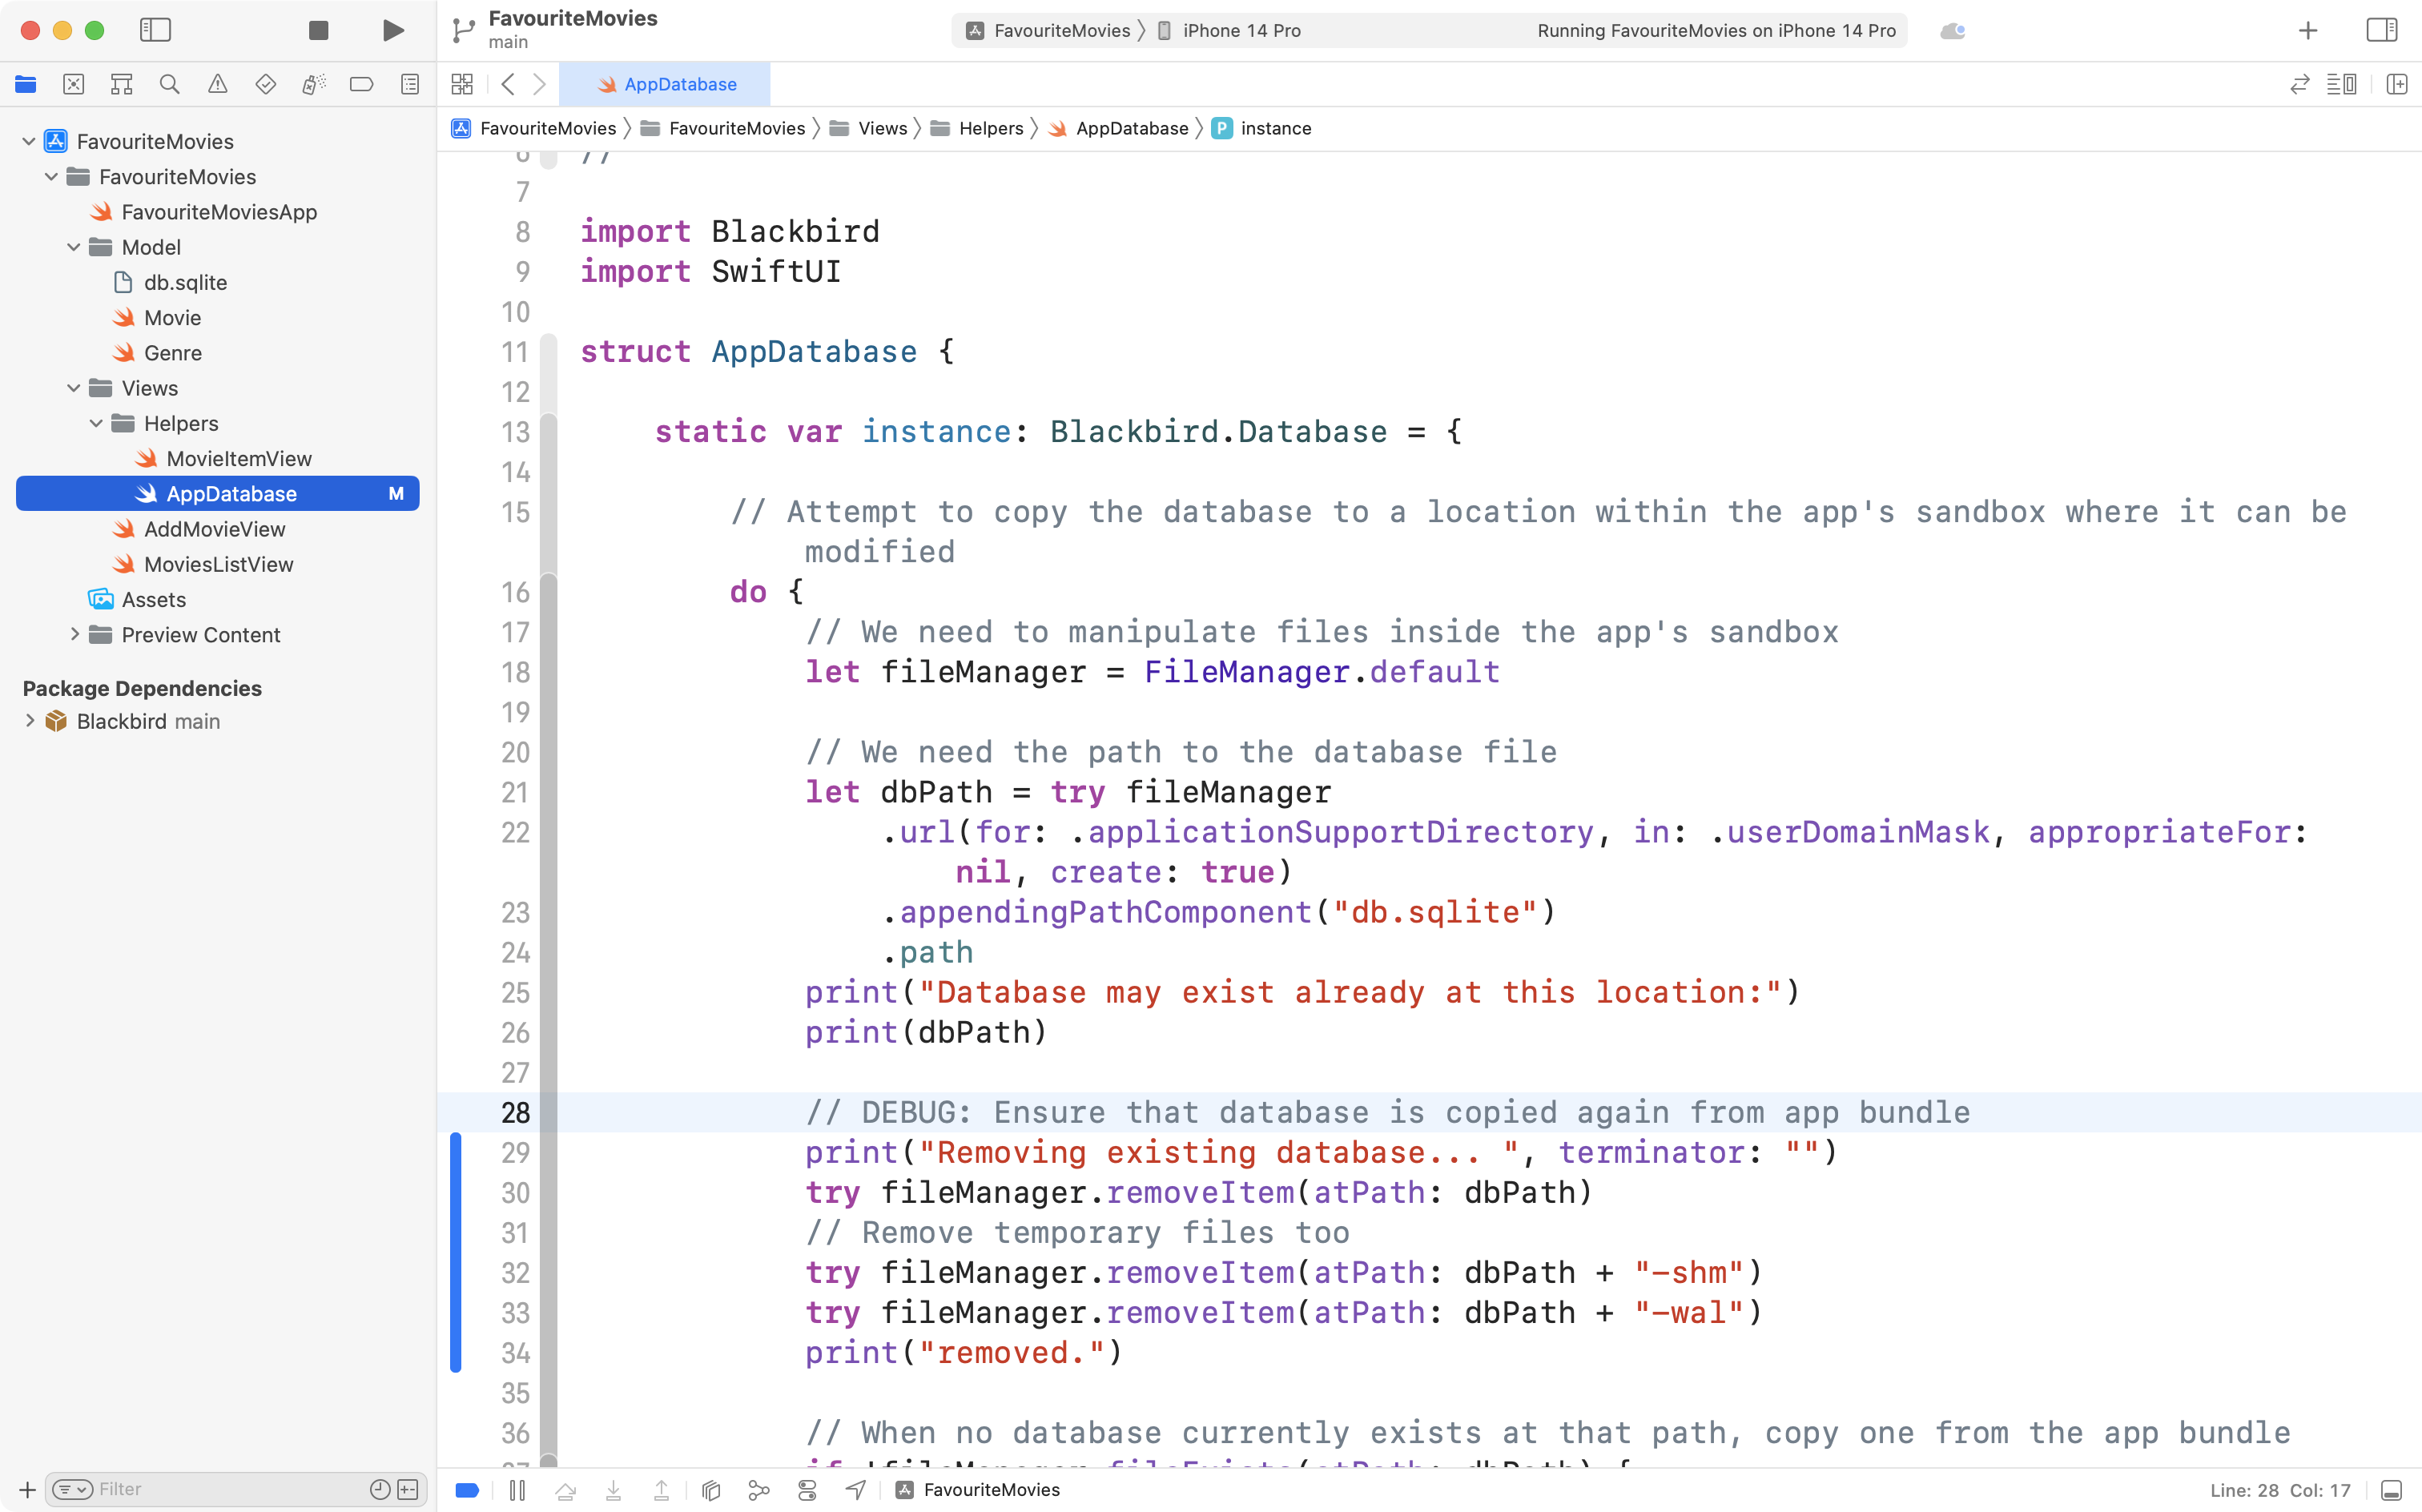 FavouriteMovies
main
FavouriteMovies iPhone 14 Pro Running FavouriteMovies on iPhone 14 Pro
AppDatabase
FavouriteMovies FavouriteMovies Views Helpers AppDatabase P instance
FavouriteMovies
FavouriteMovies
FavouriteMoviesApp
Model
db.sqlite
Movie
Genre
Views
Helpers
MovieItemView
AppDatabase M
AddMovieView
MoviesListView
Assets
Preview Content
Package Dependencies
Blackbird main
Filter
6 //
7
8 import Blackbird
9 import SwiftUI
10
11 struct AppDatabase {
12
13 static var instance: Blackbird.Database = {
14
15 // Attempt to copy the database to a location within the app's sandbox where it can be
modified
16 do {
17 // We need to manipulate files inside the app's sandbox
18 let fileManager = FileManager.default
19
20 // We need the path to the database file
21 let dbPath = try fileManager
22 .url(for: .applicationSupportDirectory, in: .userDomainMask, appropriateFor:
nil, create: true)
23 .appendingPathComponent("db.sqlite")
24 .path
25 print("Database may exist already at this location:")
26 print(dbPath)
27
28 // DEBUG: Ensure that database is copied again from app bundle
29 print("Removing existing database... ", terminator: "")
30 try fileManager.removeItem(atPath: dbPath)
31 // Remove temporary files too
32 try fileManager.removeItem(atPath: dbPath + "-shm")
33 try fileManager.removeItem(atPath: dbPath + "-wal")
34 print("removed.")
35
36 // When no database currently exists at that path, copy one from the app bundle
37 if !fileManager.fileExists(atPath: dbPath) {
FavouriteMovies
Line: 28 Col: 17